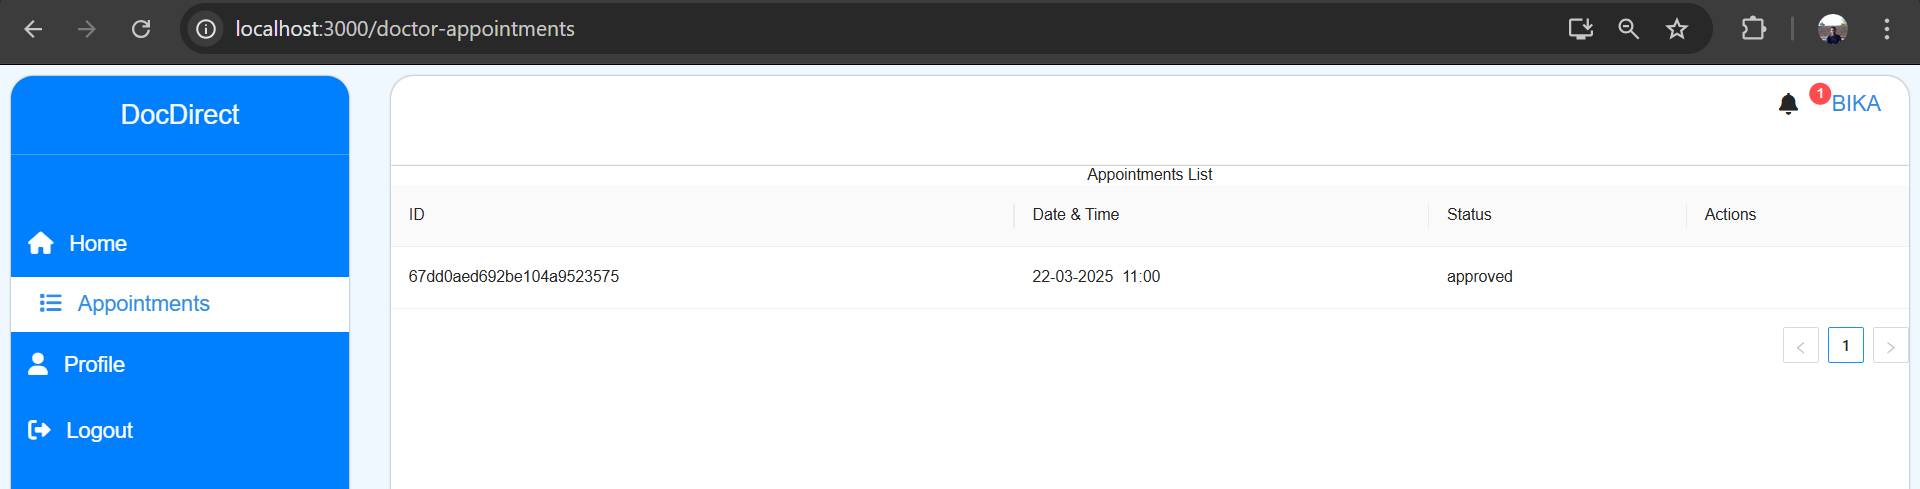 localhost:3000/doctor-appointments
DocDirect
1
BIKA
Home
Appointments
Profile
Logout
Appointments List
ID Date & Time Status Actions
67dd0aed692be104a9523575 22-03-2025 11:00 approved
< 1 >